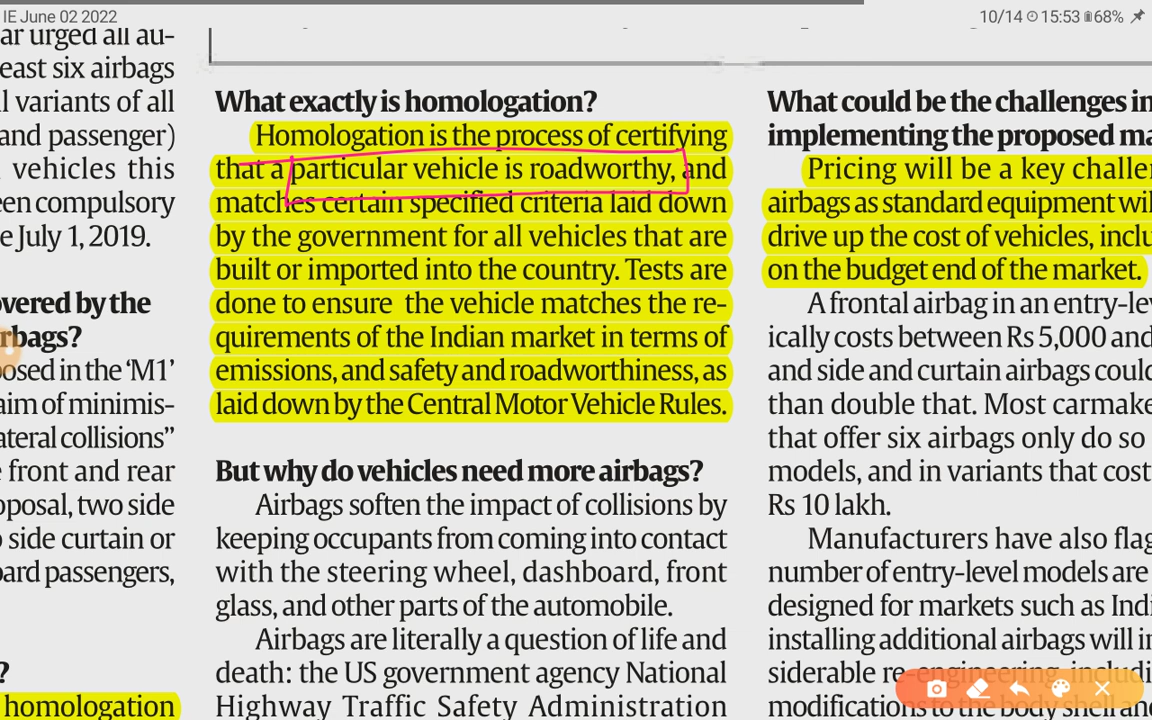 IE June 02 2022
10/14 15:53 68%
ar urged all au-
east six airbags
l variants of all
and passenger)
vehicles this
een compulsory
e July 1, 2019.
overed by the
rbags?
posed in the ‘M1’
aim of minimis-
ateral collisions”
e front and rear
oposal, two side
o side curtain or
oard passengers,
?
homologation
What exactly is homologation?
Homologation is the process of certifying
that a particular vehicle is roadworthy, and
matches certain specified criteria laid down
by the government for all vehicles that are
built or imported into the country. Tests are
done to ensure the vehicle matches the re-
quirements of the Indian market in terms of
emissions, and safety and roadworthiness, as
laid down by the Central Motor Vehicle Rules.
But why do vehicles need more airbags?
Airbags soften the impact of collisions by
keeping occupants from coming into contact
with the steering wheel, dashboard, front
glass, and other parts of the automobile.
Airbags are literally a question of life and
death: the US government agency National
Highway Traffic Safety Administration
What could be the challenges in
implementing the proposed ma
Pricing will be a key challen
airbags as standard equipment wil
drive up the cost of vehicles, inclu
on the budget end of the market.
A frontal airbag in an entry-lev
ically costs between Rs 5,000 and
and side and curtain airbags could
than double that. Most carmake
that offer six airbags only do so
models, and in variants that cost
Rs 10 lakh.
Manufacturers have also flag
number of entry-level models are
designed for markets such as Indi
installing additional airbags will in
siderable re-engineering, includi
modifications to the body shell and